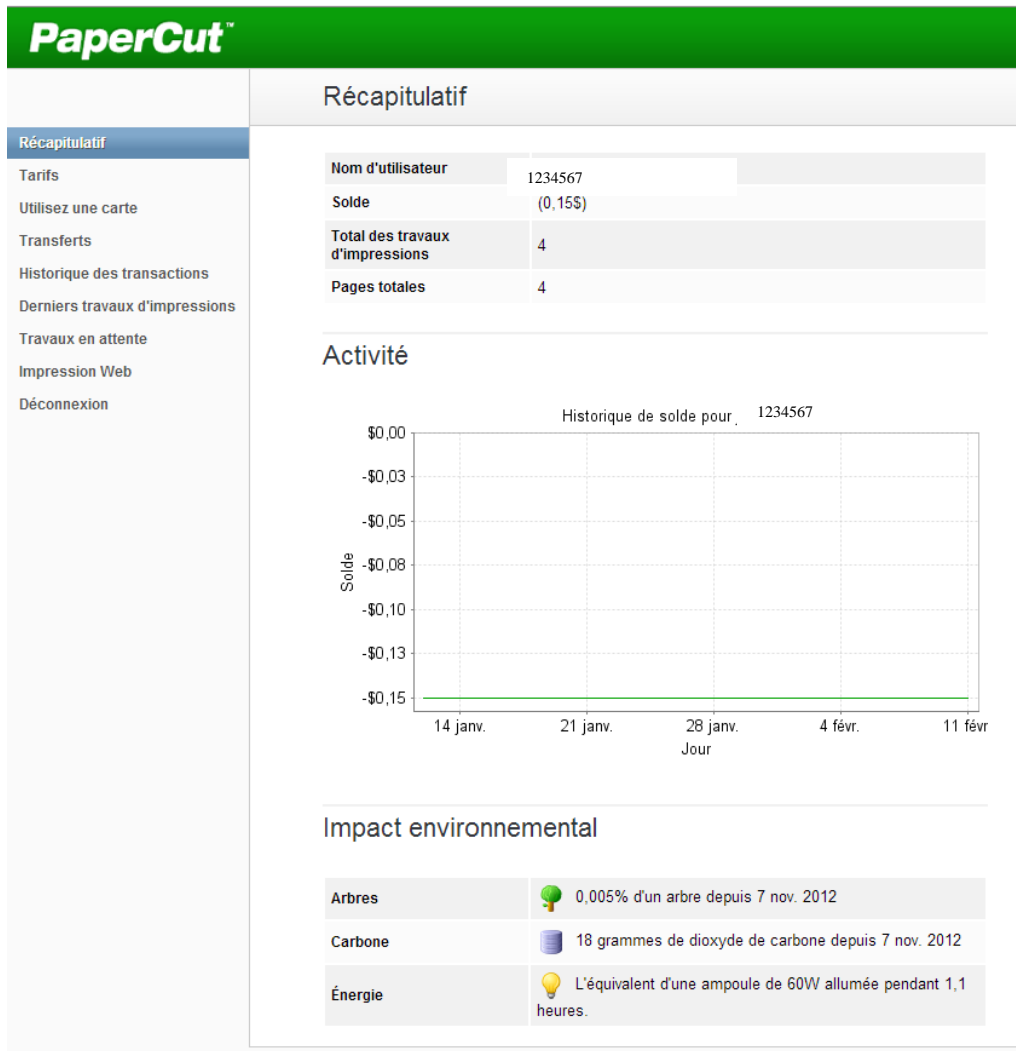 PaperCut™
Récapitulatif
Récapitulatif
Tarifs
Utilisez une carte
Transferts
Historique des transactions
Derniers travaux d'impressions
Travaux en attente
Impression Web
Déconnexion
Nom d'utilisateur 1234567
Solde (0,15$)
Total des travaux
d'impressions 4
Pages totales 4
Activité
Historique de solde pour 1234567
$0,00
-$0,03
-$0,05
-$0,08
-$0,10
-$0,13
-$0,15
Solde
14 janv. 21 janv. 28 janv. 4 févr. 11 févr
Jour
Impact environnemental
Arbres 0,005% d'un arbre depuis 7 nov. 2012
Carbone 18 grammes de dioxyde de carbone depuis 7 nov. 2012
Énergie L'équivalent d'une ampoule de 60W allumée pendant 1,1
heures.